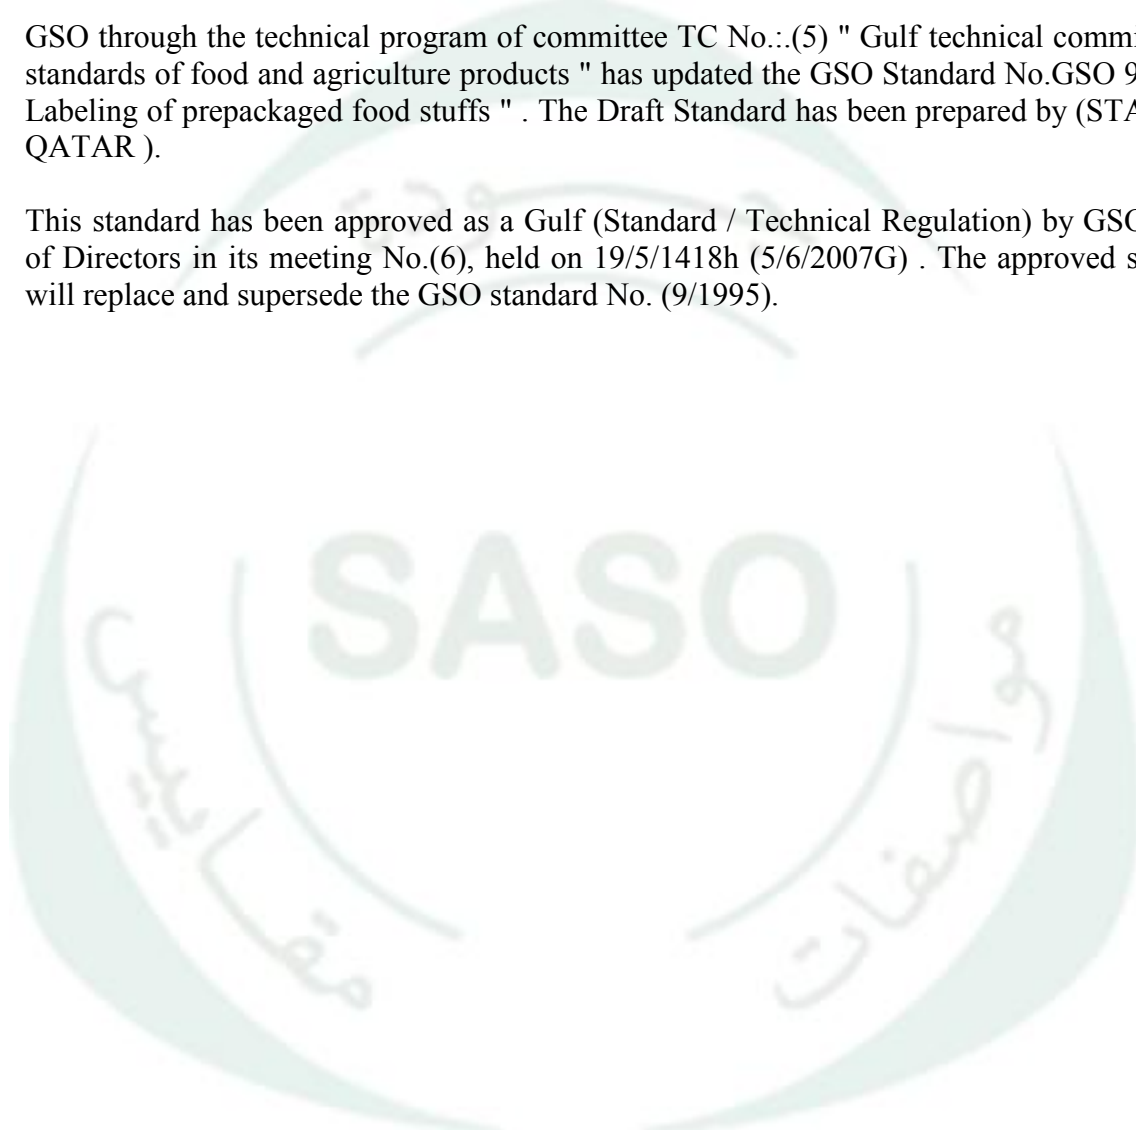 GSO through the technical program of committee TC No.:.(5) " Gulf technical
standards of food and agriculture products " has updated the GSO Standard No.GSO 9
Labeling of prepackaged food stuffs " . The Draft Standard has been prepared by
QATAR ).
This standard has been approved as a Gulf (Standard / Technical Regulation) by GSO
of Directors in its meeting No.(6), held on 19/5/1418h (5/6/2007G) . The approved
will replace and supersede the GSO standard No. (9/1995).
جودة
SASO
مواصفات
مقاييس